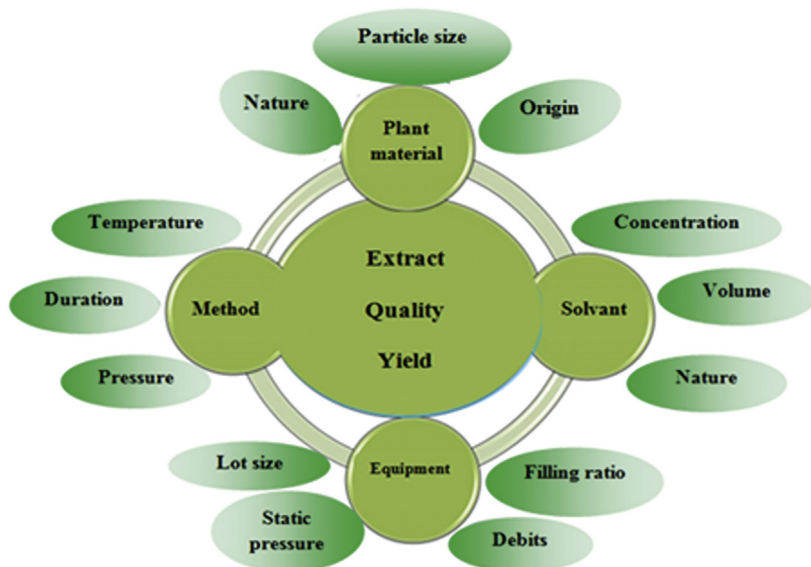 Particle size
Nature
Origin
Plant
material
Temperature
Concentration
Extract
Duration
Volume
Method
Quality
Solvant
Yield
Pressure
Nature
Lot size
Equipment
Filling ratio
Static
pressure
Debits